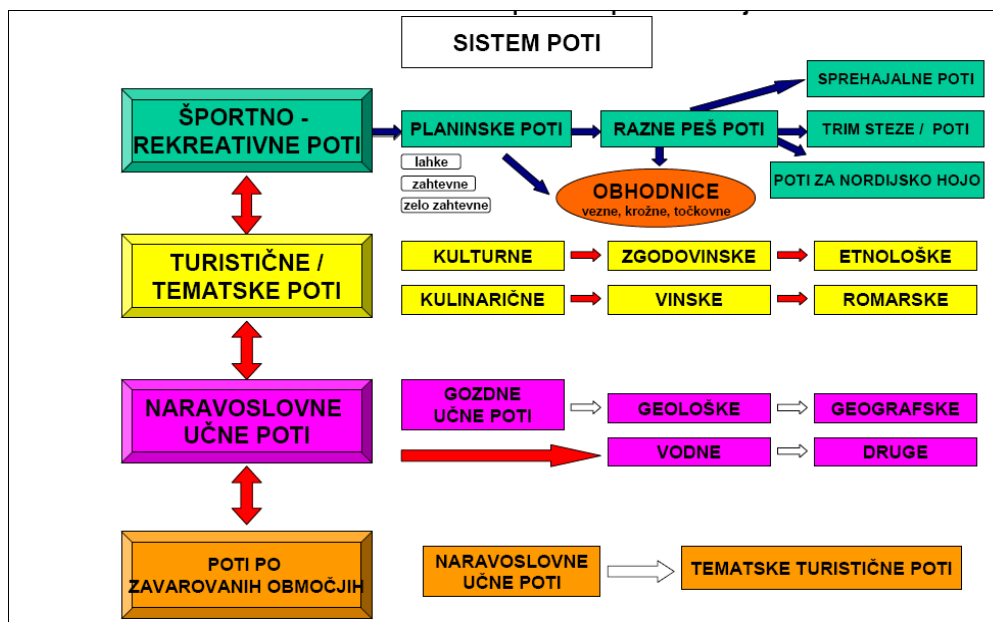 SISTEM POTI
ŠPORTNO -
REKREATIVNE POTI
PLANINSKE POTI
lahke
zahtevne
zelo zahtevne
RAZNE PEŠ POTI
SPREHAJALNE POTI
TRIM STEZE / POTI
POTI ZA NORDIJSKO HOJO
OBHODNICE
vezne, krožne, točkovne
TURISTIČNE /
TEMATSKE POTI
KULTURNE
ZGODOVINSKE
ETNOLOŠKE
KULINARIČNE
VINSKE
ROMARSKE
NARAVOSLOVNE
UČNE POTI
GOZDNE
UČNE POTI
GEOLOŠKE
GEOGRAFSKE
VODNE
DRUGE
POTI PO
ZAVAROVANIH OBMOČJIH
NARAVOSLOVNE
UČNE POTI
TEMATSKE TURISTIČNE POTI